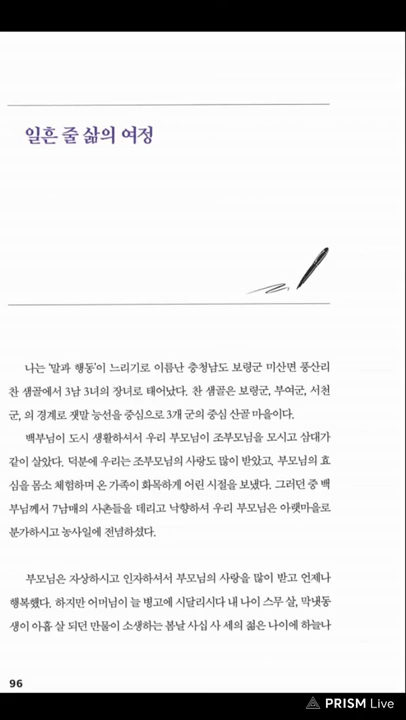 일흔 줄 삶의 여정
나는 '말과 행동'이 느리기로 이름난 충청남도 보령군 미산면 풍산리
찬 샘골에서 3남 3녀의 장녀로 태어났다. 찬 샘골은 보령군, 부여군, 서천
군, 의 경계로 잿말 능선을 중심으로 3개 군의 중심 산골 마을이다.
백부님이 도시 생활하셔서 우리 부모님이 조부모님을 모시고 삼대가
같이 살았다. 덕분에 우리는 조부모님의 사랑도 많이 받았고, 부모님의 효
심을 몸소 체험하며 온 가족이 화목하게 어린 시절을 보냈다. 그러던 중 백
부님께서 7남매의 사촌들을 데리고 낙향하셔 우리 부모님은 아랫마을로
분가하시고 농사일에 전념하셨다.
부모님은 자상하시고 인자하셔서 부모님의 사랑을 많이 받고 언제나
행복했다. 하지만 어머님이 늘 병고에 시달리시다 내 나이 스무 살, 막냇동
생이 아홉 살 되던 만물이 소생하는 봄날 사십 사 세의 젊은 나이에 하늘나
96
PRISM Live